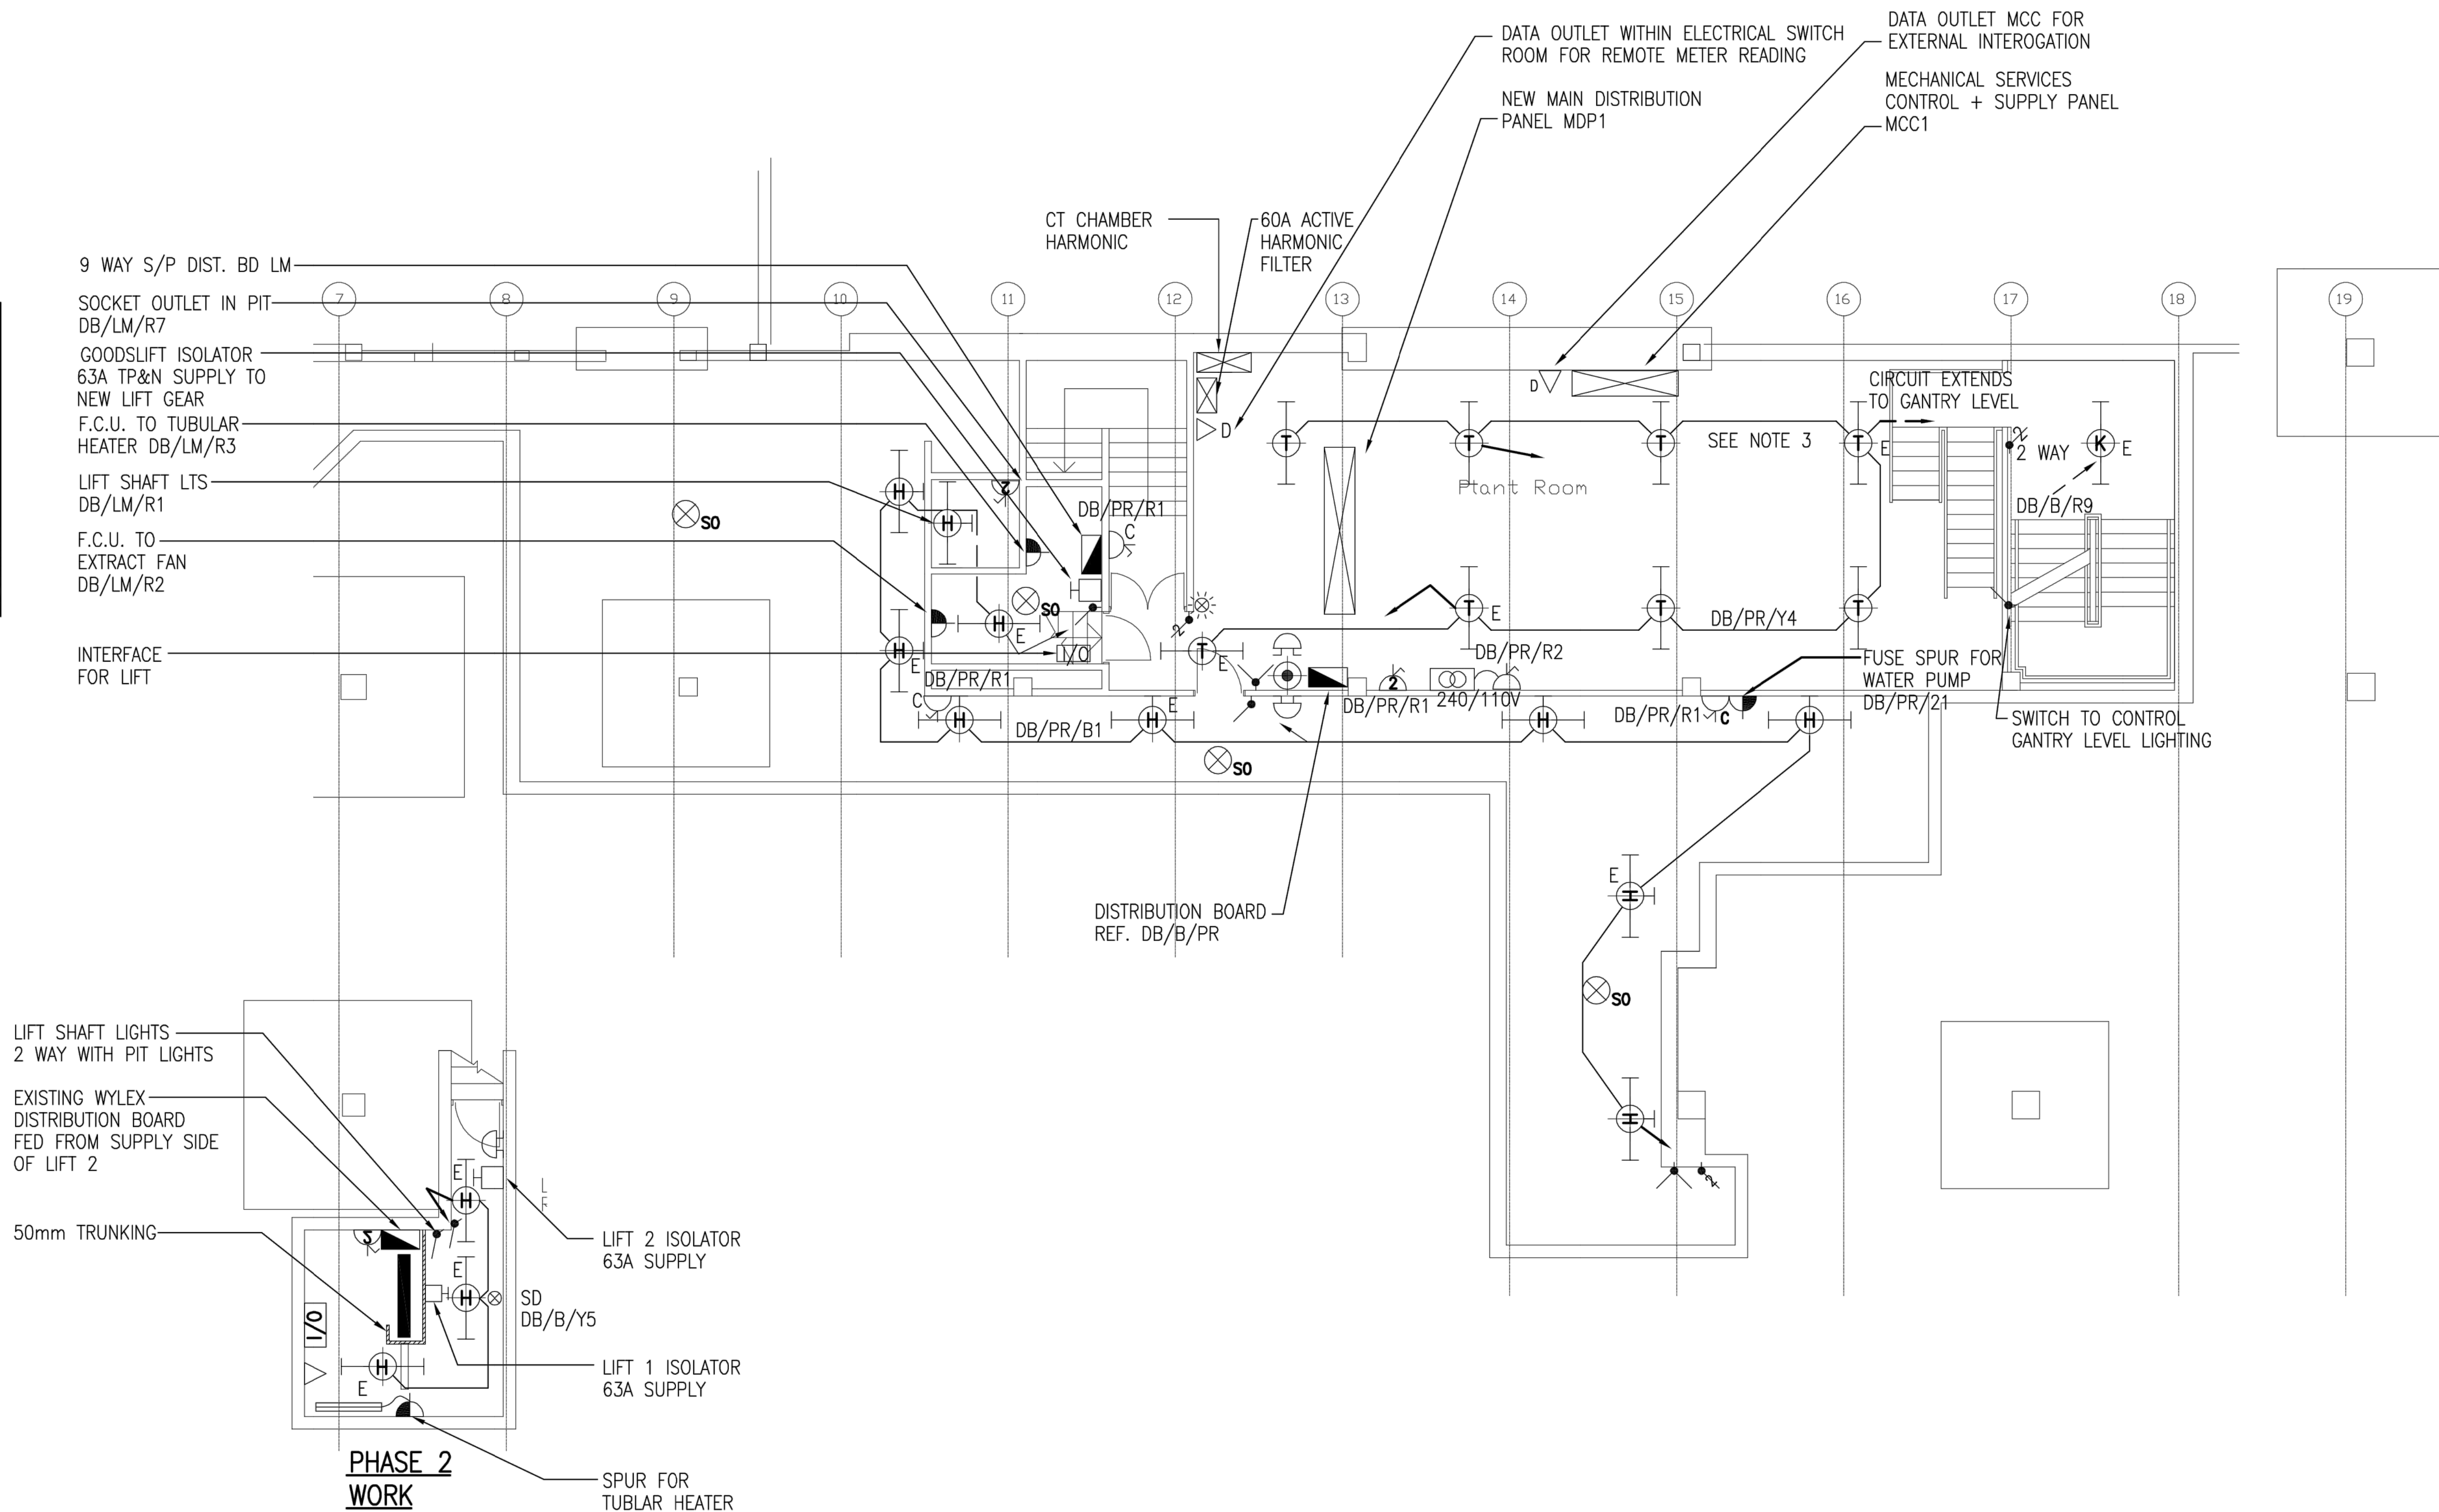 DATA OUTLET WITHIN ELECTRICAL SWITCH
ROOM FOR REMOTE METER READING
DATA OUTLET MCC FOR
EXTERNAL INTEROGATION
NEW MAIN DISTRIBUTION
PANEL MDP1
MECHANICAL SERVICES
CONTROL + SUPPLY PANEL
MCC1
CT CHAMBER
HARMONIC
60A ACTIVE
HARMONIC
FILTER
9 WAY S/P DIST. BD LM
SOCKET OUTLET IN PIT
DB/LM/R7
GOODSLIFT ISOLATOR
63A TP&N SUPPLY TO
NEW LIFT GEAR
F.C.U. TO TUBULAR
HEATER DB/LM/R3
LIFT SHAFT LTS
DB/LM/R1
F.C.U. TO
EXTRACT FAN
DB/LM/R2
INTERFACE
FOR LIFT
7
8
9
10
11
12
13
14
15
16
17
18
19
D
D
CIRCUIT EXTENDS
TO GANTRY LEVEL
T
T
T
T
E
SEE NOTE 3
Plant Room
2
2 WAY
K
E
DB/B/R9
SO
H
H
2
DB/PR/R1
C
SO
H
E
I/O
H
E
DB/PR/R1
C
2
T
E
T
E
T
T
DB/PR/Y4
DB/PR/R2
2
DB/PR/R1
240/110V
H
DB/PR/B1
H
E
H
DB/PR/R1
C
H
FUSE SPUR FOR
WATER PUMP
DB/PR/21
SWITCH TO CONTROL
GANTRY LEVEL LIGHTING
SO
DISTRIBUTION BOARD
REF. DB/B/PR
E
H
SO
H
2
LIFT SHAFT LIGHTS
2 WAY WITH PIT LIGHTS
EXISTING WYLEX
DISTRIBUTION BOARD
FED FROM SUPPLY SIDE
OF LIFT 2
50mm TRUNKING
E
H
L
F
2
E
H
SD
DB/B/Y5
I/O
H
E
LIFT 2 ISOLATOR
63A SUPPLY
LIFT 1 ISOLATOR
63A SUPPLY
SPUR FOR
TUBLAR HEATER
PHASE 2
WORK